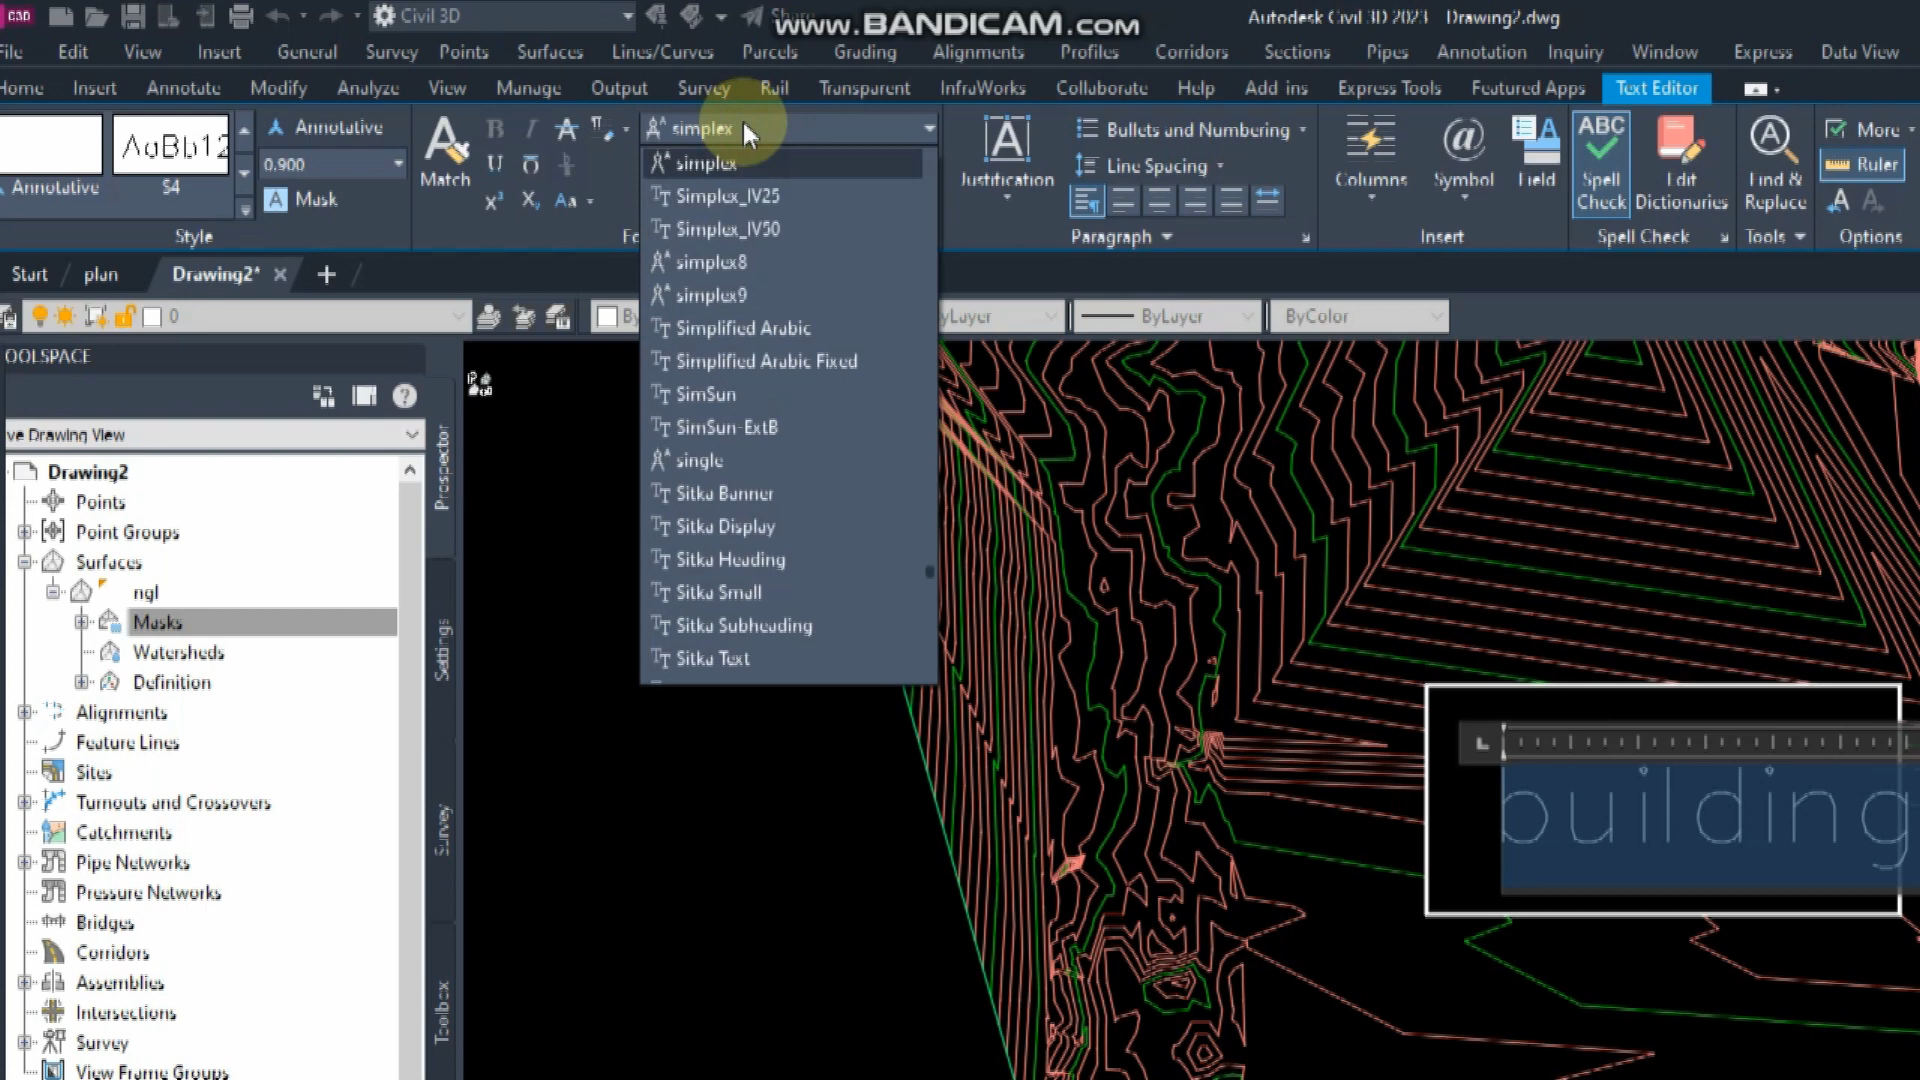 C3D Civil 3D Share www.BANDICAM.com Autodesk Civil 3D 2023 Drawing2.dwg
File Edit View Insert General Survey Points Surfaces Lines/Curves Parcels Grading Alignments Profiles Corridors Sections Pipes Annotation Inquiry Window Express Data View
Home Insert Annotate Modify Analyze View Manage Output Survey Rail Transparent InfraWorks Collaborate Help Add-ins Express Tools Featured Apps Text Editor
AaBb12
Annotative
S4
Annotative
0.900
Mask
Style
Match
simplex
Justification
Bullets and Numbering
Line Spacing
Paragraph
Columns
Symbol
Field
Insert
ABC
Spell
Check
Edit
Dictionaries
Spell Check
Find &
Replace
Tools
More
Ruler
Options
simplex
Simplex_IV25
Simplex_IV50
simplex8
simplex9
Simplified Arabic
Simplified Arabic Fixed
SimSun
SimSun-ExtB
single
Sitka Banner
Sitka Display
Sitka Heading
Sitka Small
Sitka Subheading
Sitka Text
Start plan Drawing2*
0 By yLayer ByLayer ByColor
OOLSPACE
ve Drawing View
Drawing2
Points
Point Groups
Surfaces
ngl
Masks
Watersheds
Definition
Alignments
Feature Lines
Sites
Turnouts and Crossovers
Catchments
Pipe Networks
Pressure Networks
Bridges
Corridors
Assemblies
Intersections
Survey
View Frame Groups
Prospector
Settings
Survey
Toolbox
building